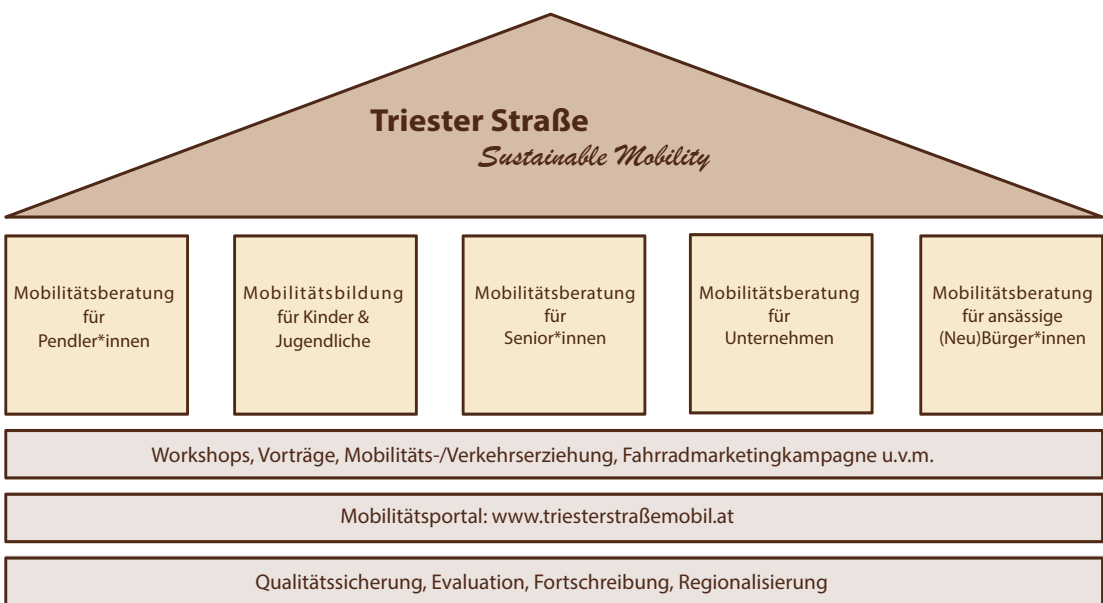 Triester Straße
Sustainable Mobility
Mobilitätsberatung
für
Pendler*innen
Mobilitätsbildung
für Kinder &
Jugendliche
Mobilitätsberatung
für
Senior*innen
Mobilitätsberatung
für
Unternehmen
Mobilitätsberatung
für ansässige
(Neu)Bürger*innen
Workshops, Vorträge, Mobilitäts-/Verkehrserziehung, Fahrradmarketingkampagne u.v.m.
Mobilitätsportal: www.triesterstraßemobil.at
Qualitätssicherung, Evaluation, Fortschreibung, Regionalisierung